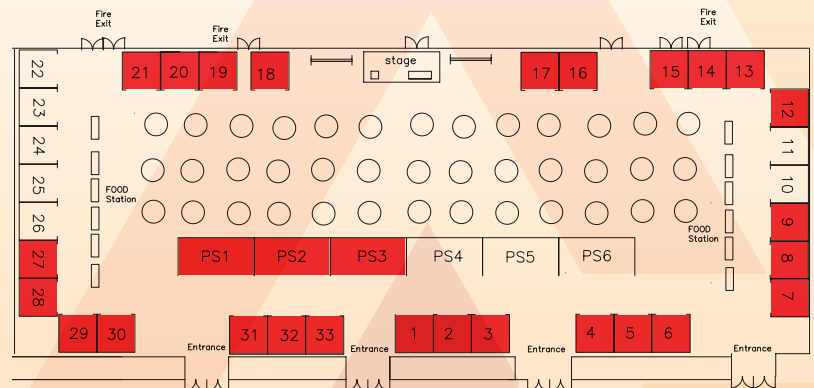 Fire
Exit
Fire
Exit
Fire
Exit
22
21
20
19
18
stage
17
16
15
14
13
23
12
24
11
25
FOOD
Station
10
26
9
FOOD
Station
27
PS1
PS2
PS3
PS4
PS5
PS6
8
28
7
29
30
31
32
33
1
2
3
4
5
6
Entrance
Entrance
Entrance
Entrance